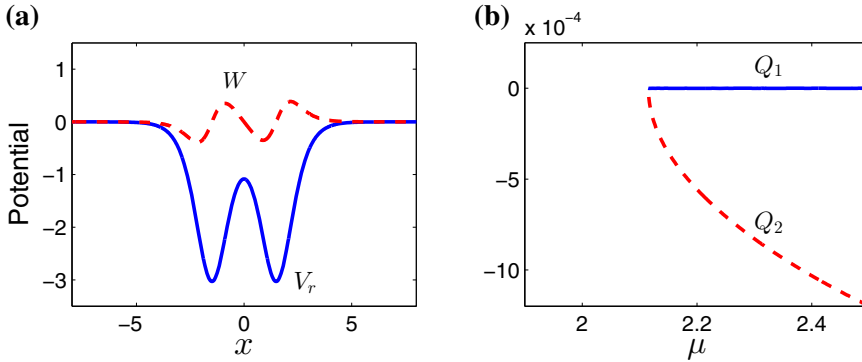 (a)
Potential
1
0
−1
−2
−3
−5
0
5
x
W
V_r
(b)
x 10^{-4}
0
−5
−10
2
2.2
2.4
μ
Q_1
Q_2